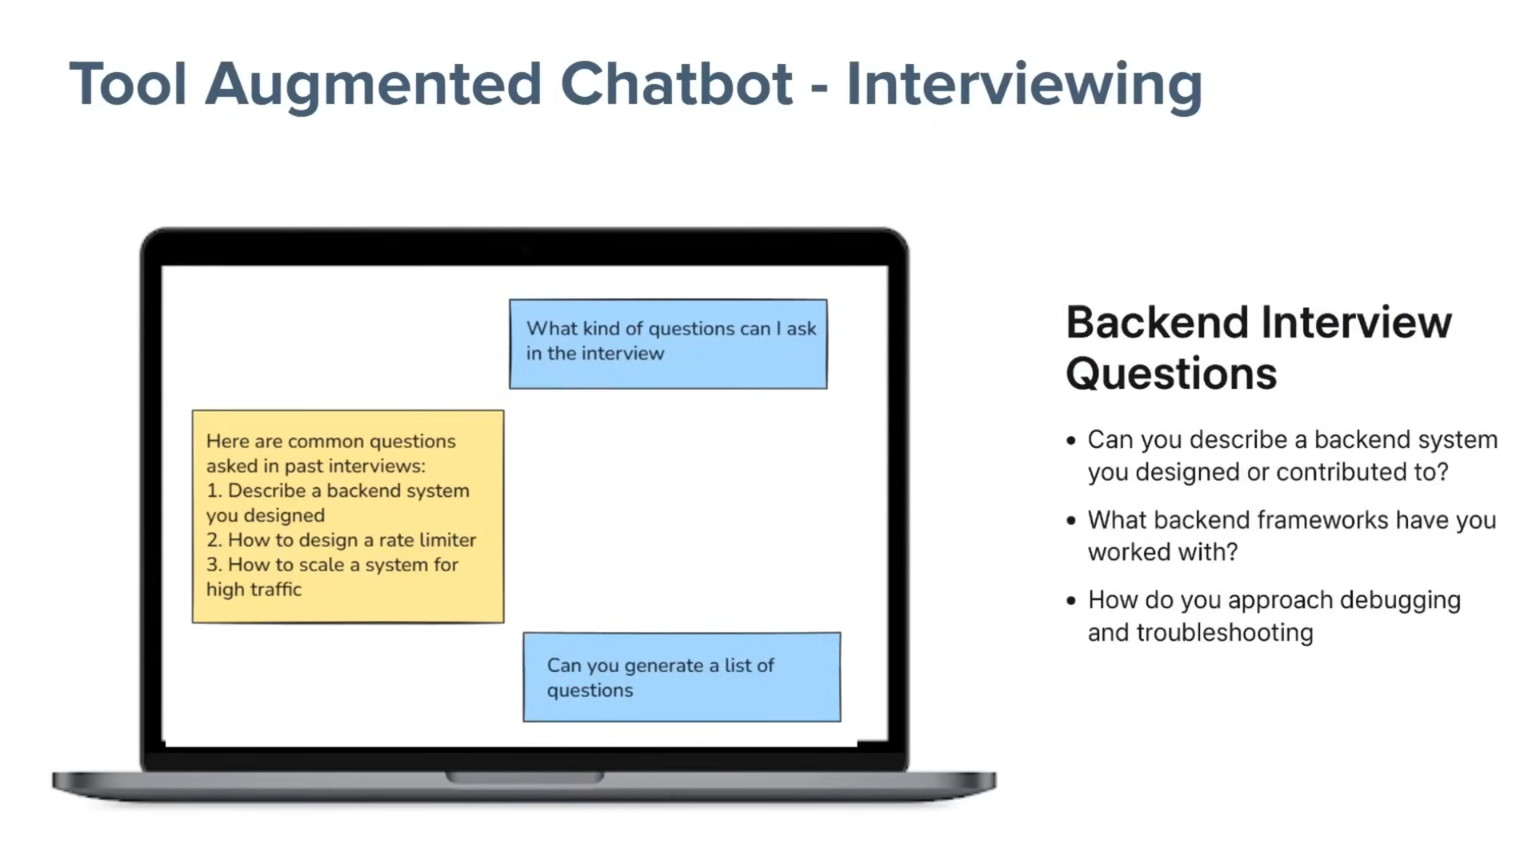 Tool Augmented Chatbot - Interviewing
What kind of questions can I ask
in the interview
Here are common questions
asked in past interviews:
1. Describe a backend system
you designed
2. How to design a rate limiter
3. How to scale a system for
high traffic
Can you generate a list of
questions
Backend Interview
Questions
• Can you describe a backend system
you designed or contributed to?
• What backend frameworks have you
worked with?
• How do you approach debugging
and troubleshooting